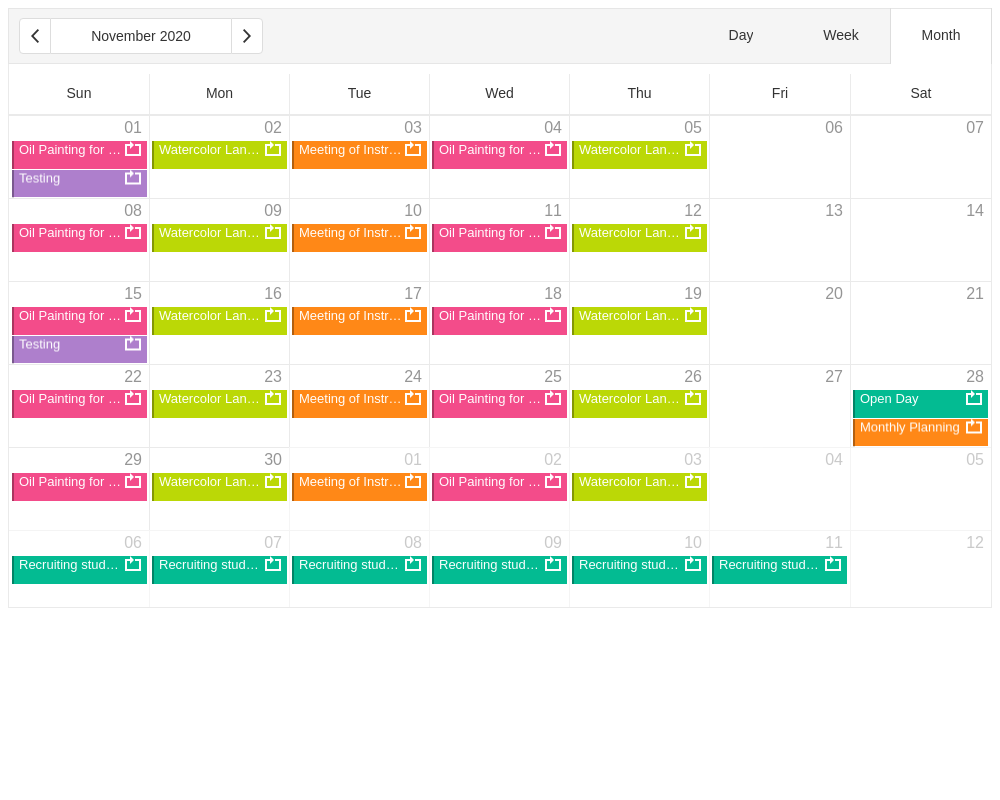 November 2020
Day Week Month
Sun Mon Tue Wed Thu Fri Sat
01 02 03 04 05 06 07
Oil Painting for ... Watercolor Lan... Meeting of Instr... Oil Painting for ... Watercolor Lan...
Testing
08 09 10 11 12 13 14
Oil Painting for ... Watercolor Lan... Meeting of Instr... Oil Painting for ... Watercolor Lan...
15 16 17 18 19 20 21
Oil Painting for ... Watercolor Lan... Meeting of Instr... Oil Painting for ... Watercolor Lan...
Testing
22 23 24 25 26 27 28
Oil Painting for ... Watercolor Lan... Meeting of Instr... Oil Painting for ... Watercolor Lan... Open Day
Monthly Planning
29 30 01 02 03 04 05
Oil Painting for ... Watercolor Lan... Meeting of Instr... Oil Painting for ... Watercolor Lan...
06 07 08 09 10 11 12
Recruiting stud... Recruiting stud... Recruiting stud... Recruiting stud... Recruiting stud... Recruiting stud...